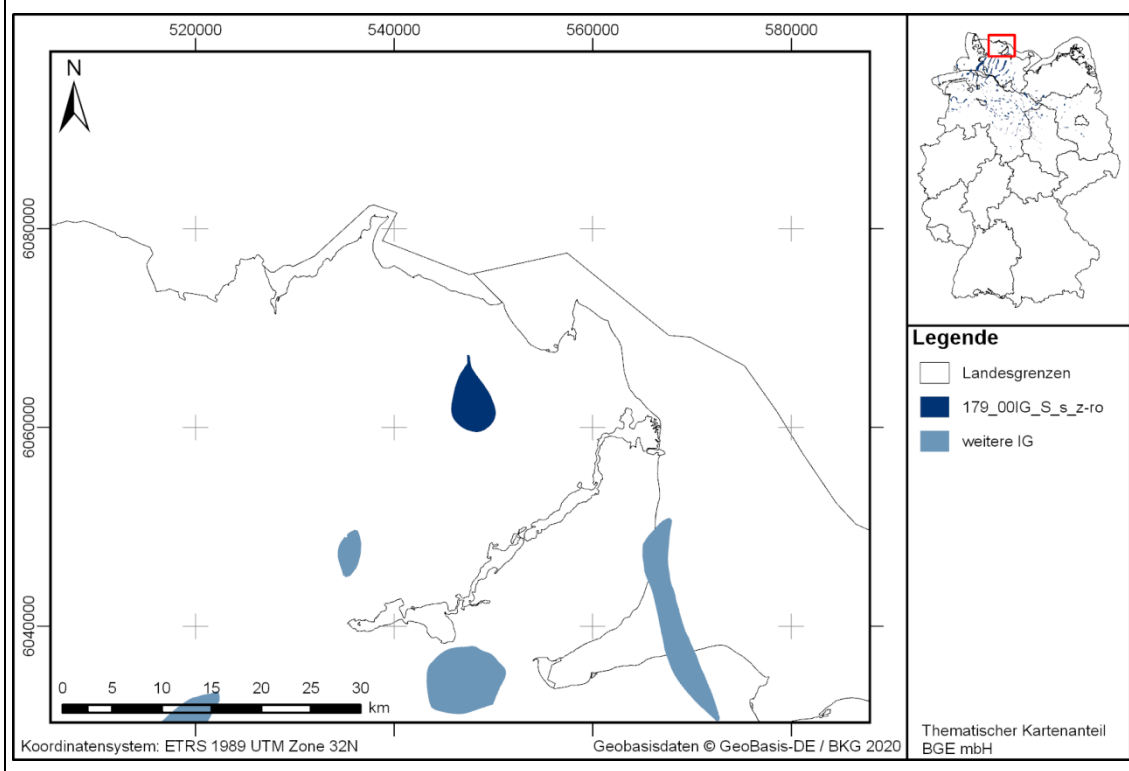 520000 540000 560000 580000
N
6080000
6060000
6040000
0 5 10 15 20 25 30
km
Koordinatensystem: ETRS 1989 UTM Zone 32N
Geobasisdaten © GeoBasis-DE / BKG 2020
Legende
Landesgrenzen
179_00IG_S_s_z-ro
weitere IG
Thematischer Kartenanteil
BGE mbH